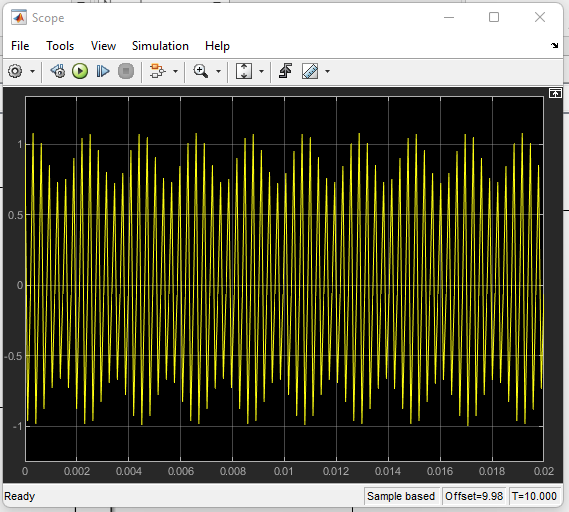 Scope
File Tools View Simulation Help
1
0.5
0
-0.5
-1
0 0.002 0.004 0.006 0.008 0.01 0.012 0.014 0.016 0.018 0.02
Ready Sample based Offset=9.98 T=10.000